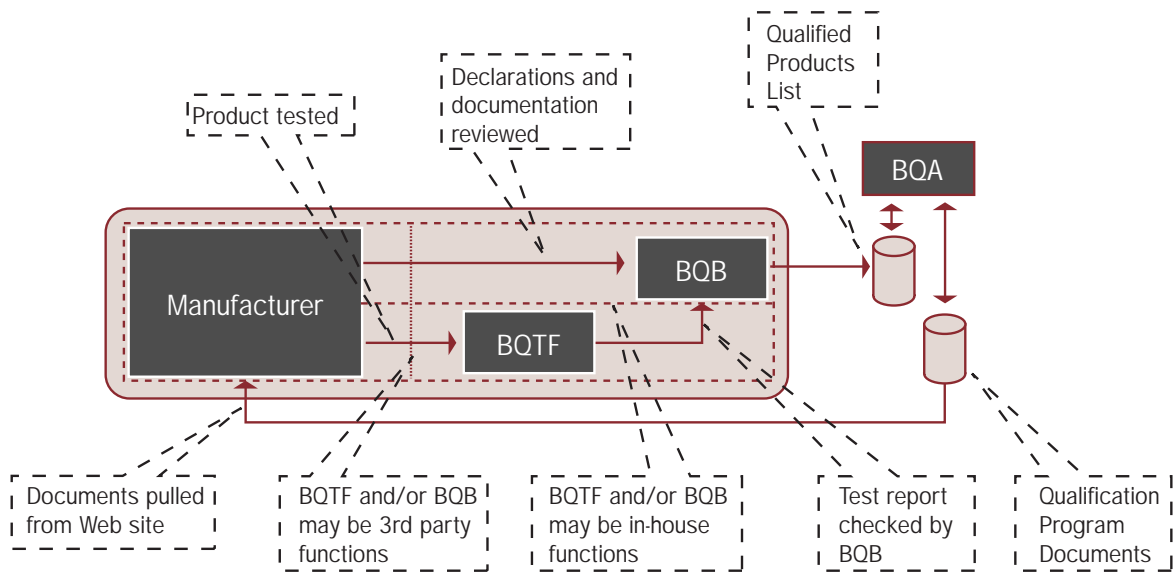 Qualified
Products
List
Declarations and
documentation
reviewed
Product tested
BQA
Manufacturer
BQB
BQTF
Documents pulled
from Web site
BQTF and/or BQB
may be 3rd party
functions
BQTF and/or BQB
may be in-house
functions
Test report
checked by
BQB
Qualification
Program
Documents